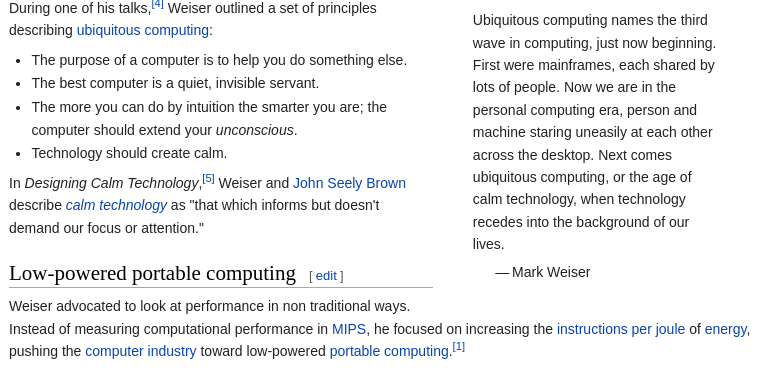 During one of his talks,[4] Weiser outlined a set of principles
describing ubiquitous computing:
• The purpose of a computer is to help you do something else.
• The best computer is a quiet, invisible servant.
• The more you can do by intuition the smarter you are; the
computer should extend your unconscious.
• Technology should create calm.
In Designing Calm Technology,[5] Weiser and John Seely Brown
describe calm technology as "that which informs but doesn't
demand our focus or attention."
Ubiquitous computing names the third
wave in computing, just now beginning.
First were mainframes, each shared by
lots of people. Now we are in the
personal computing era, person and
machine staring uneasily at each other
across the desktop. Next comes
ubiquitous computing, or the age of
calm technology, when technology
recedes into the background of our
lives.
— Mark Weiser
Low-powered portable computing [ edit ]
Weiser advocated to look at performance in non traditional ways.
Instead of measuring computational performance in MIPS, he focused on increasing the instructions per joule of energy,
pushing the computer industry toward low-powered portable computing.[1]